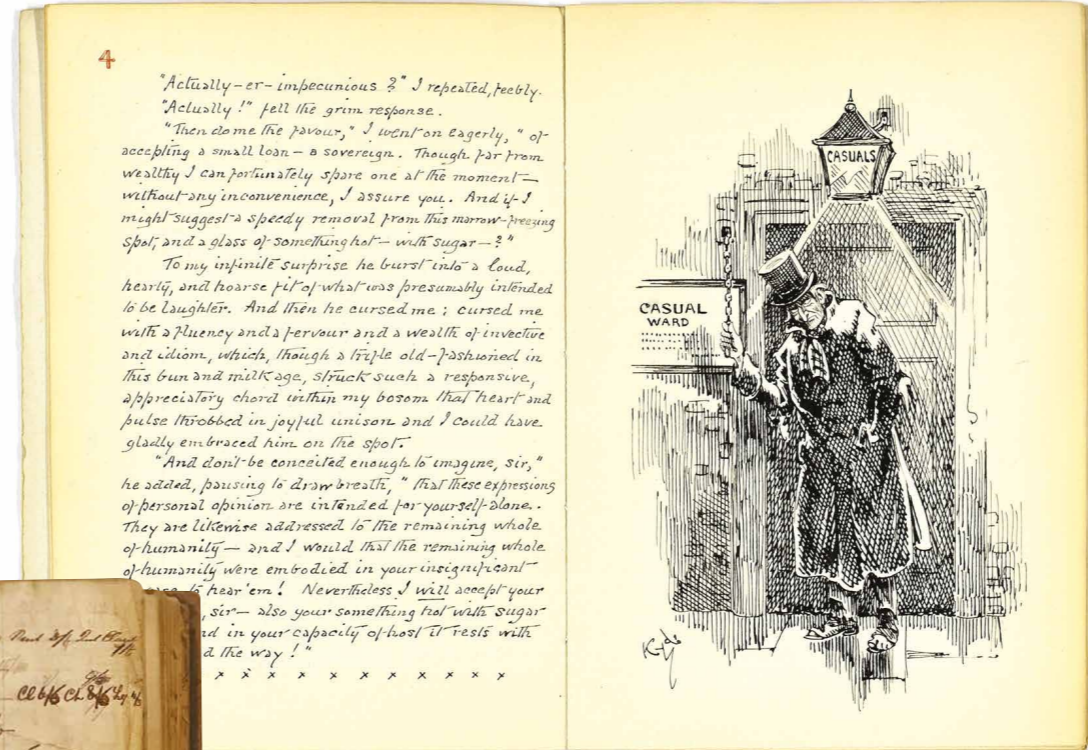 4
"Actually—er—impecunious?" I repeated, feebly.
"Actually!" fell the grim response.
"Then do me the favour," I went on eagerly, "of
accepting a small loan — a sovereign. Though far from
wealthy I can fortunately spare one at the moment—
without any inconvenience, I assure you. And if I
might suggest a speedy removal from this marrow-freezing
spot, and a glass of something hot — with sugar —?"
To my infinite surprise he burst into a loud,
hearty, and hoarse fit of what was presumably intended
to be laughter. And then he cursed me; cursed me
with a fluency and a fervour and a wealth of invective
and idiom, which, though a trifle old-fashioned in
this bun and milk age, struck such a responsive,
appreciatory chord within my bosom that heart and
pulse throbbed in joyful unison and I could have
gladly embraced him on the spot.
"And don't be conceited enough to imagine, sir,"
he added, pausing to draw breath, "that these expressions
of personal opinion are intended for yourself alone.
They are likewise addressed to the remaining whole
of humanity — and I would that the remaining whole
of humanity were embodied in your insignificant
to hear 'em! Nevertheless I will accept your
, sir — also your something hot with sugar
nd in your capacity of host it rests with
d the way!"
x x x x x x x x x x x x
CASUALS
CASUAL
WARD
Kyd